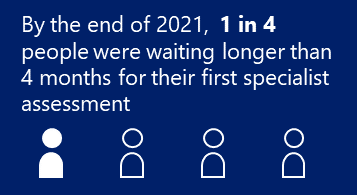 By the end of 2021, 1 in 4
people were waiting longer than
4 months for their first specialist
assessment